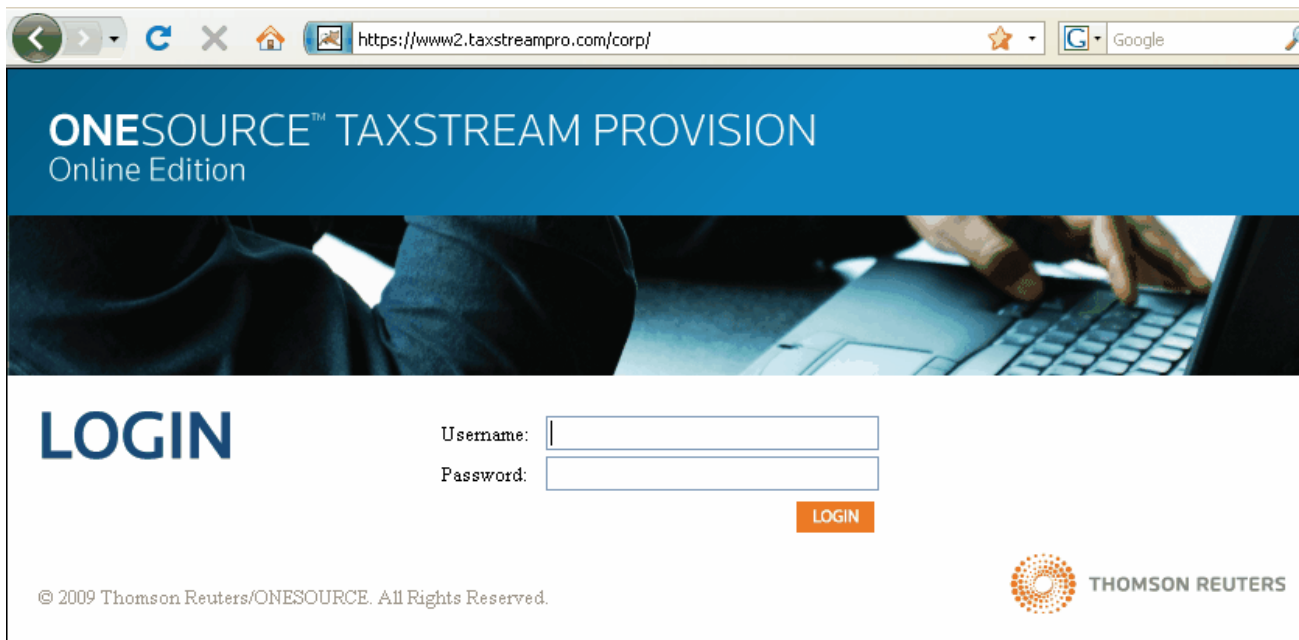 https://www2.taxstreampro.com/corp/
G Google
ONESOURCE™ TAXSTREAM PROVISION
Online Edition
LOGIN
Username:
Password:
LOGIN
© 2009 Thomson Reuters/ONESOURCE. All Rights Reserved.
THOMSON REUTERS